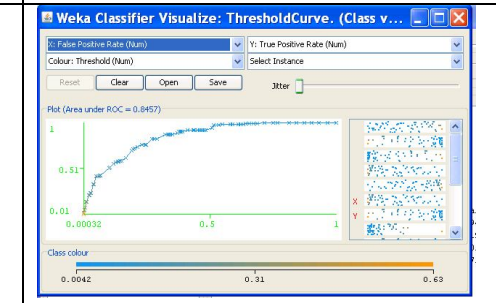 Weka Classifier Visualize: ThresholdCurve. (Class v...
X: False Positive Rate (Num) Y: True Positive Rate (Num)
Colour: Threshold (Num) Select Instance
Reset Clear Open Save Jitter
Plot (Area under ROC = 0.8457)
1
0.51
0.01
0.00032 0.5 1
X
Y
Class colour
0.0042 0.31 0.63